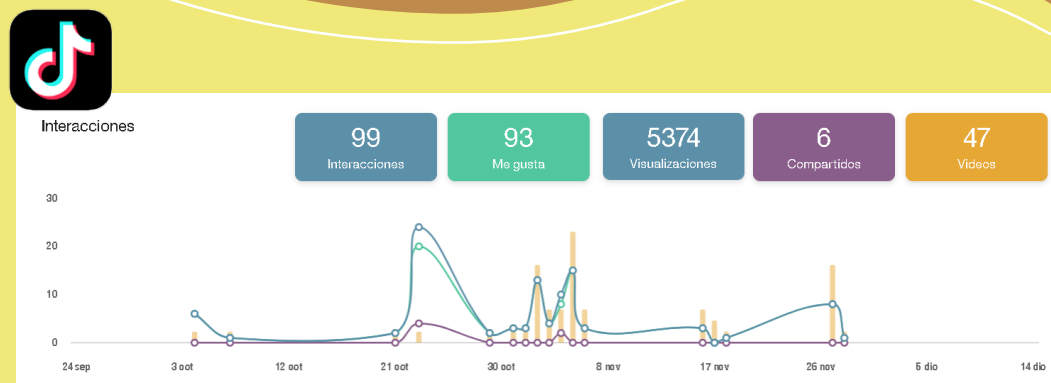 Interacciones
99
Interacciones
93
Me gusta
5374
Visualizaciones
6
Compartidos
47
Videos
30
20
10
0
24 sep
3 oct
12 oct
21 oct
30 oct
8 nov
17 nov
26 nov
5 dic
14 dic